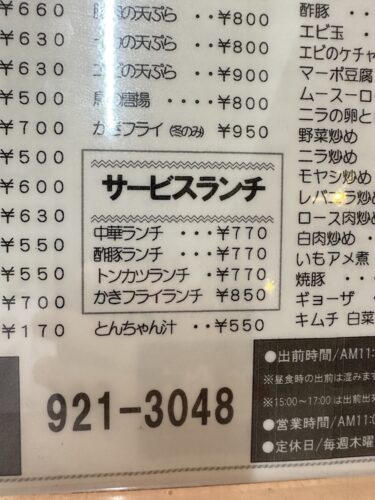 ¥660
¥630
¥630
¥500
¥700
¥500
¥600
¥630
¥550
¥550
¥700
¥170
の天ぷら ・・¥800
の天ぷら ・・¥800
の天ぷら ・・¥900
の唐揚 ・・・・¥800
かきフライ (冬のみ) ¥950
サービスランチ
中華ランチ ・・・¥770
酢豚ランチ ・・・¥770
トンカツランチ ・¥770
かきフライランチ ¥850
とんちゃん汁 ・・¥550
酢豚
エビ玉
エビのケチャ
マーボ豆腐
ムースーロー
ニラの卵と
野菜炒め
ニラ炒め
モヤシ炒め
レバニラ炒
ロース肉炒め
白肉炒め
いもアメ煮
焼豚
ギョーザ
キムチ 白菜
921-3048
●出前時間/AM11:
※昼食時の出前は混みます
※15:00〜17:00 は出前出
●営業時間/AM11:0
●定休日/毎週木曜